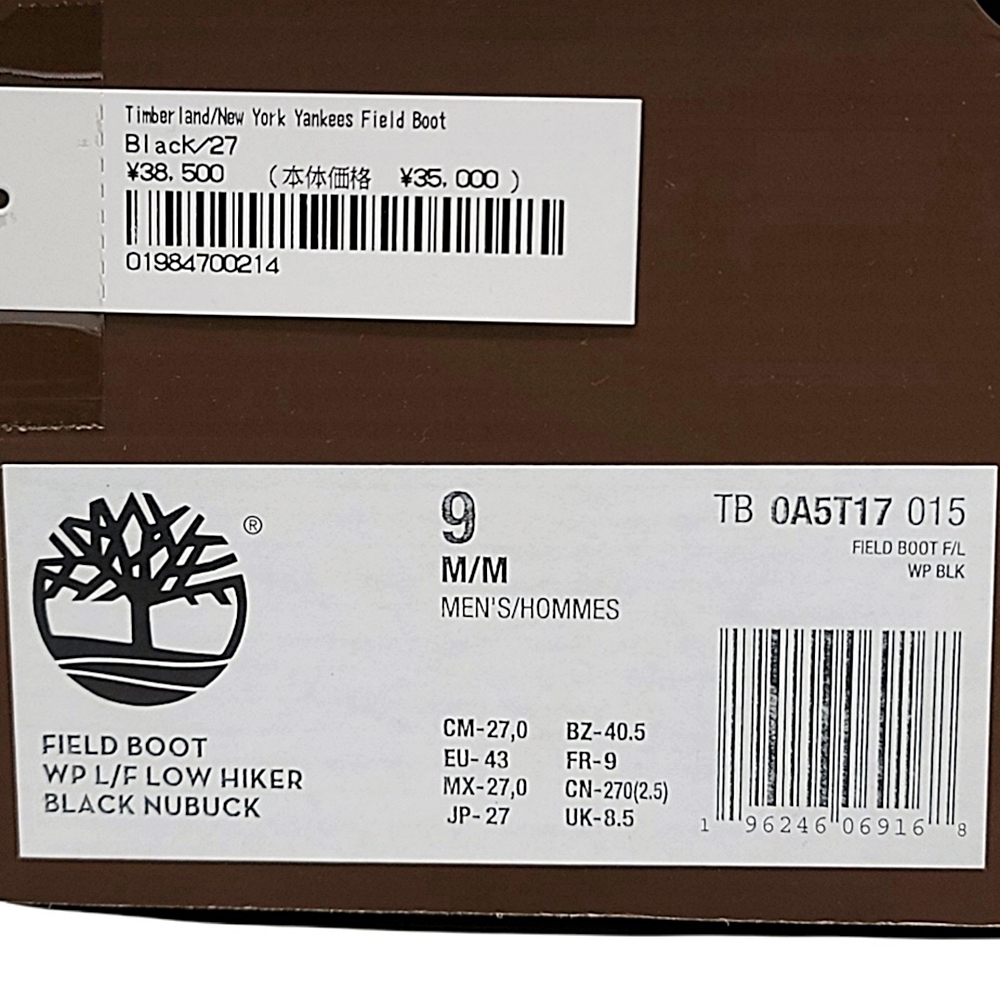 Timberland/New York Yankees Field Boot
Black/27
¥38,500 (本体価格 ¥35,000 )
01984700214
®
9
M/M
MEN'S/HOMMES
TB 0A5T17 015
FIELD BOOT F/L
WP BLK
FIELD BOOT
WP L/F LOW HIKER
BLACK NUBUCK
CM-27,0 BZ-40.5
EU-43 FR-9
MX-27,0 CN-270(2.5)
JP-27 UK-8.5
1 96246 06916 8